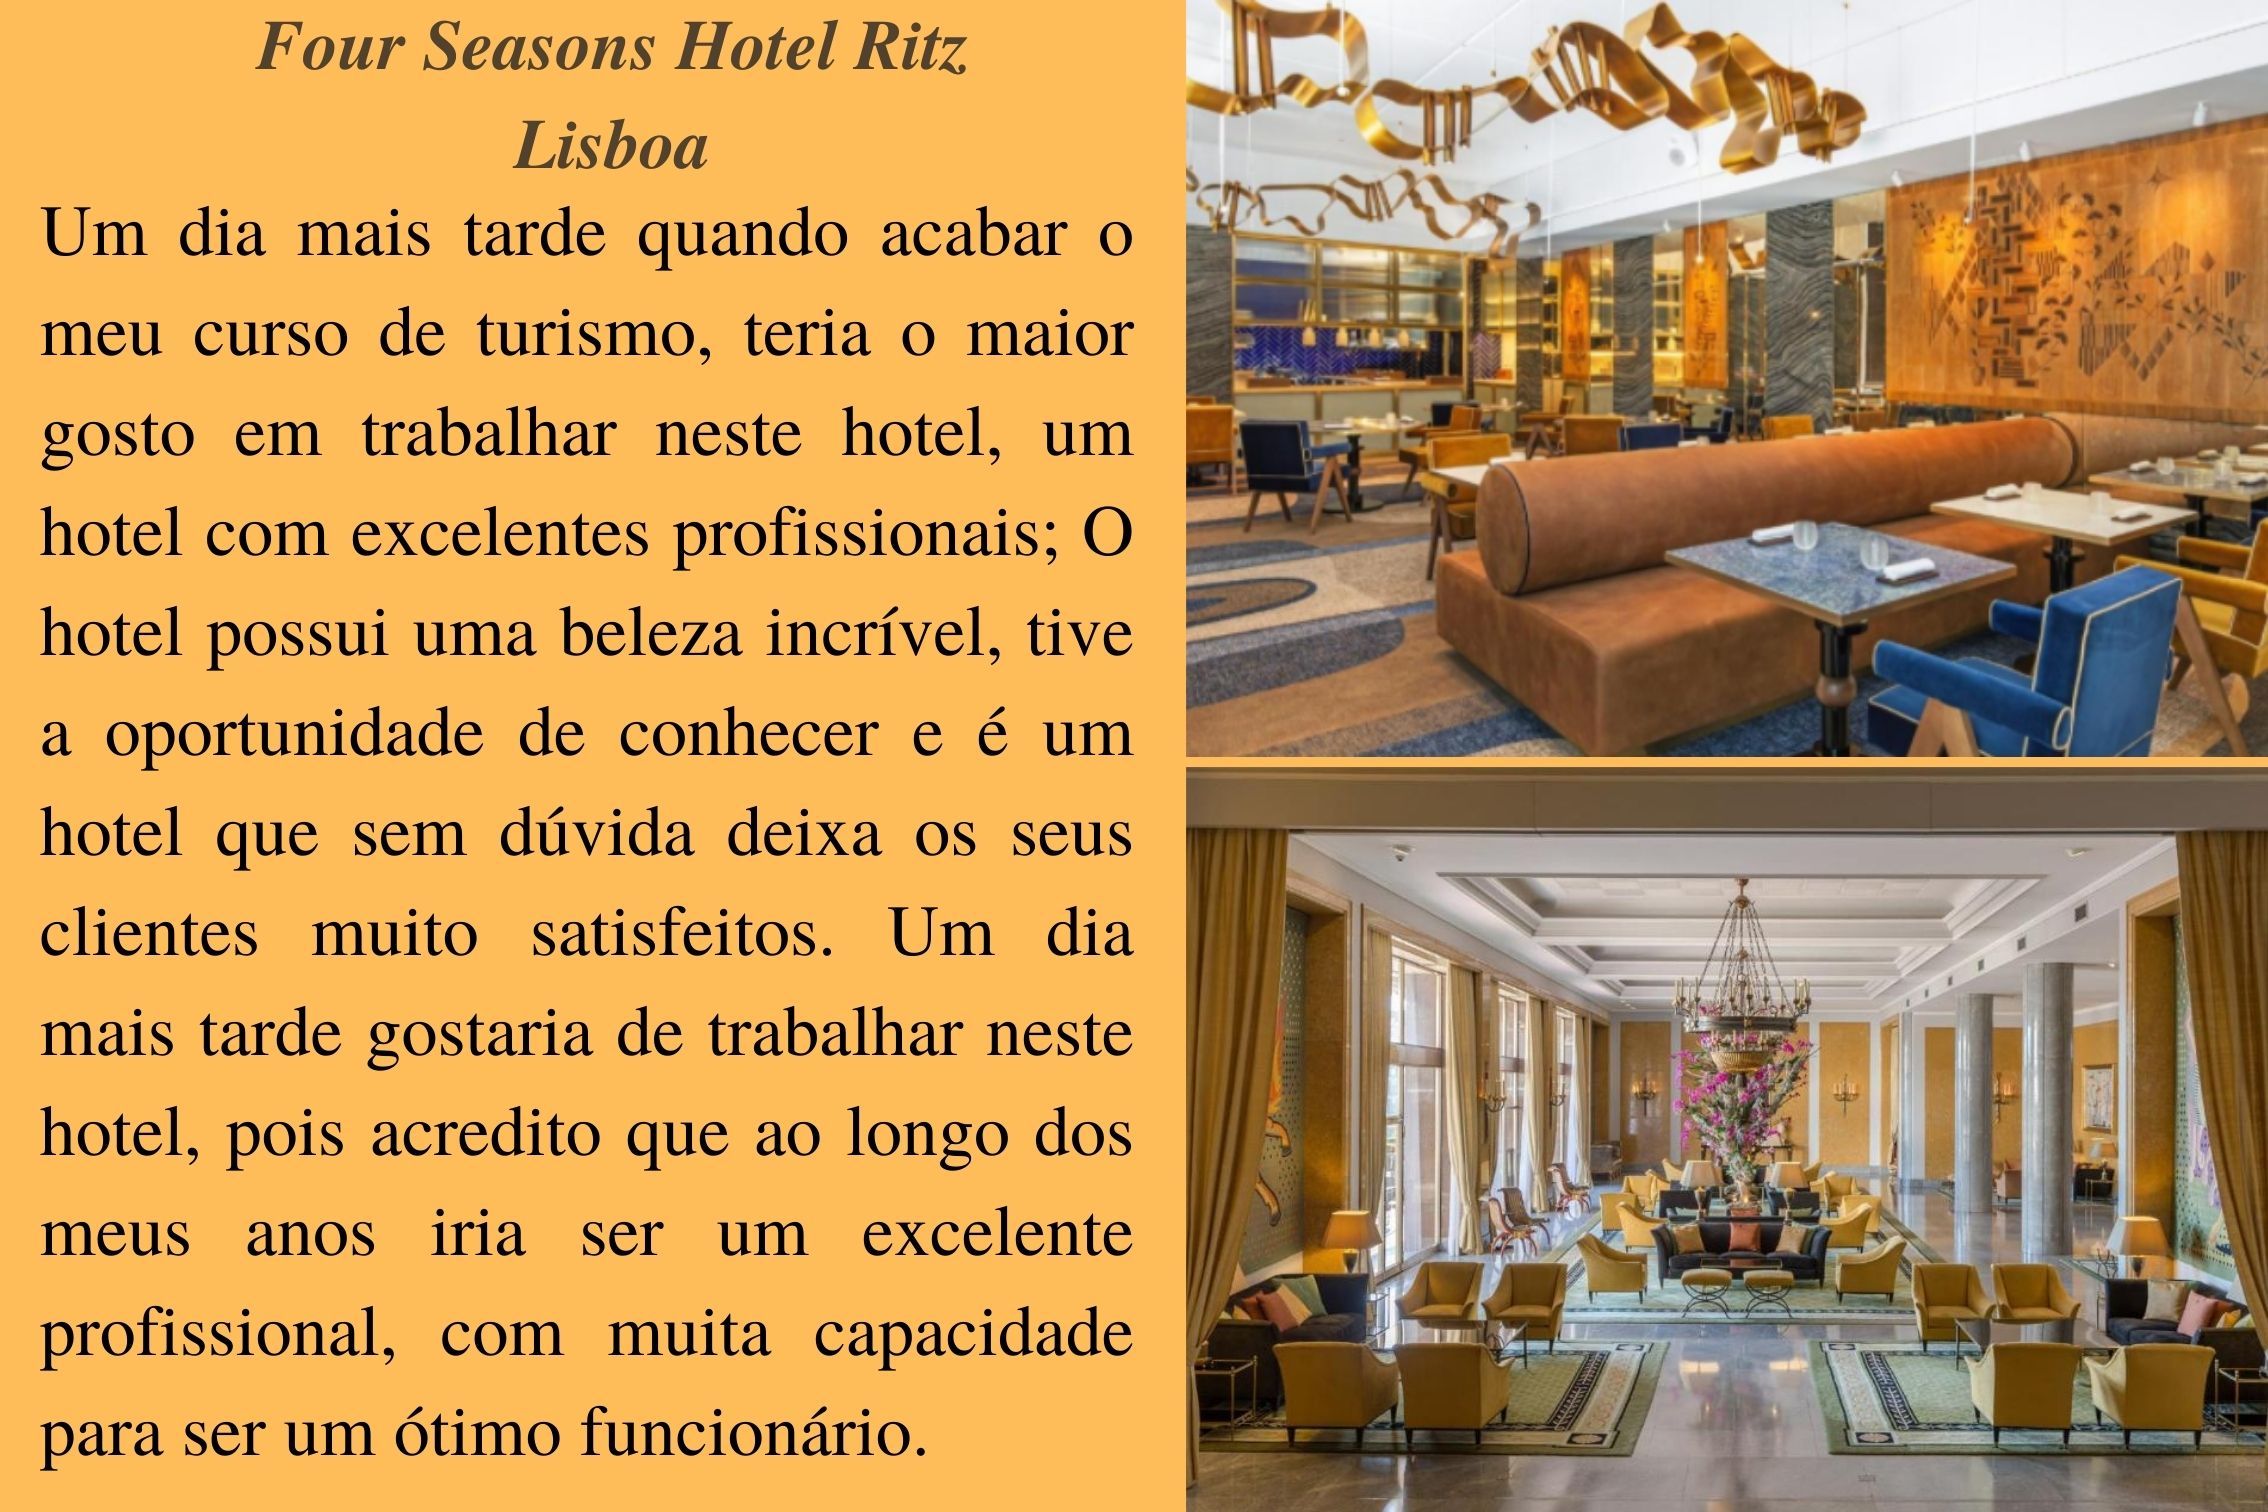 Four Seasons Hotel Ritz
Lisboa
Um dia mais tarde quando acabar o
meu curso de turismo, teria o maior
gosto em trabalhar neste hotel, um
hotel com excelentes profissionais; O
hotel possui uma beleza incrível, tive
a oportunidade de conhecer e é um
hotel que sem dúvida deixa os seus
clientes muito satisfeitos. Um dia
mais tarde gostaria de trabalhar neste
hotel, pois acredito que ao longo dos
meus anos iria ser um excelente
profissional, com muita capacidade
para ser um ótimo funcionário.